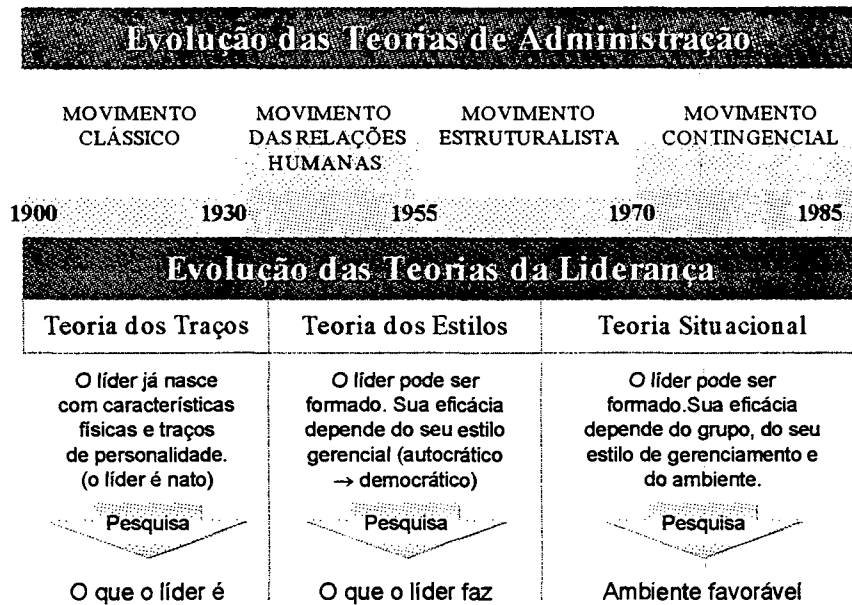 Evolução das Teorias de Administração
MOVIMENTO CLÁSSICO
MOVIMENTO DAS RELAÇÕES HUMANAS
MOVIMENTO ESTRUTURALISTA
MOVIMENTO CONTINGENCIAL
1900 1930 1955 1970 1985
Evolução das Teorias da Liderança
Teoria dos Traços
O líder já nasce
com características
físicas e traços
de personalidade.
(o líder é nato)
Pesquisa
O que o líder é
Teoria dos Estilos
O líder pode ser
formado. Sua eficácia
depende do seu estilo
gerencial (autocrático
→ democrático)
Pesquisa
O que o líder faz
Teoria Situacional
O líder pode ser
formado.Sua eficácia
depende do grupo, do seu
estilo de gerenciamento e
do ambiente.
Pesquisa
Ambiente favorável